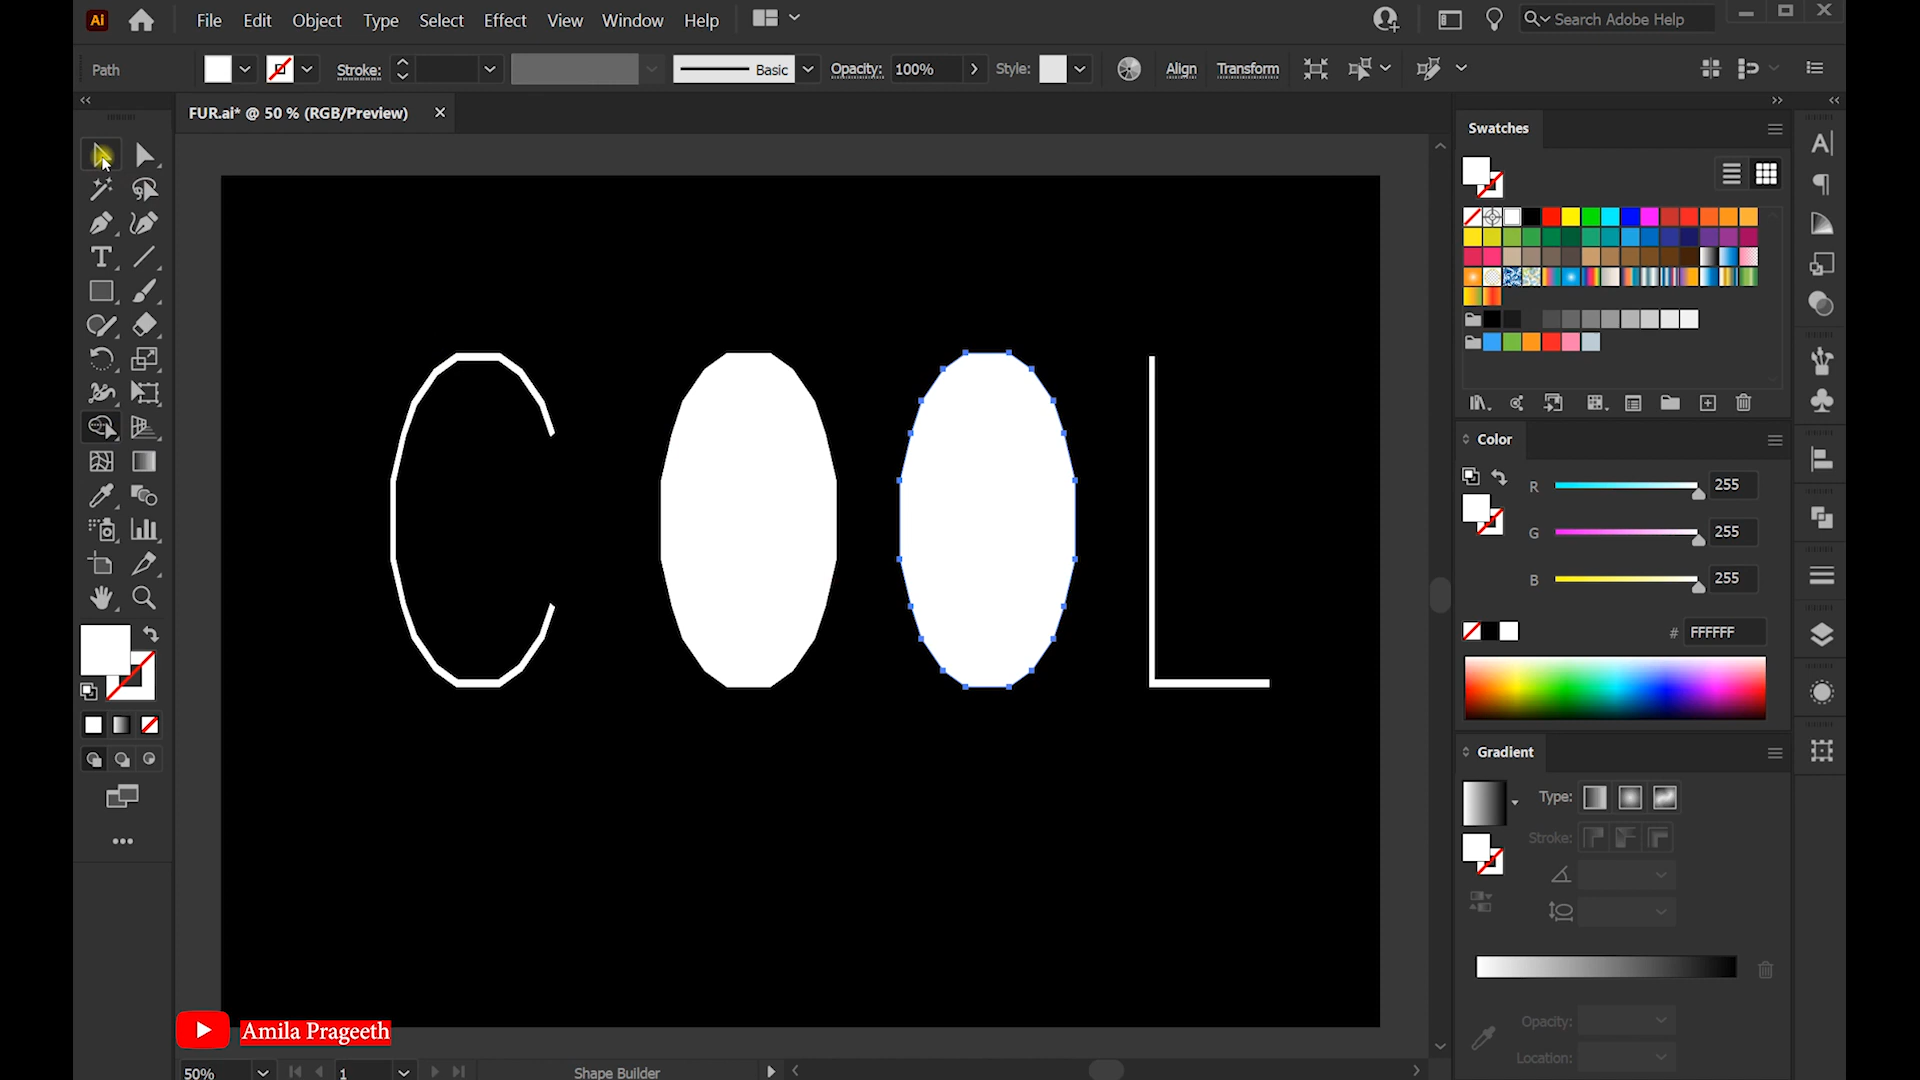 Ai File Edit Object Type Select Effect View Window Help Search Adobe Help
Path Stroke: Basic Opacity: 100% Style: Align Transform
FUR.ai* @ 50 % (RGB/Preview)
Swatches
COOL
Color
R 255
G 255
B 255
# FFFFFF
Gradient
Type:
Stroke:
Opacity:
Location:
Amila Prageeth
50% 1 Shape Builder